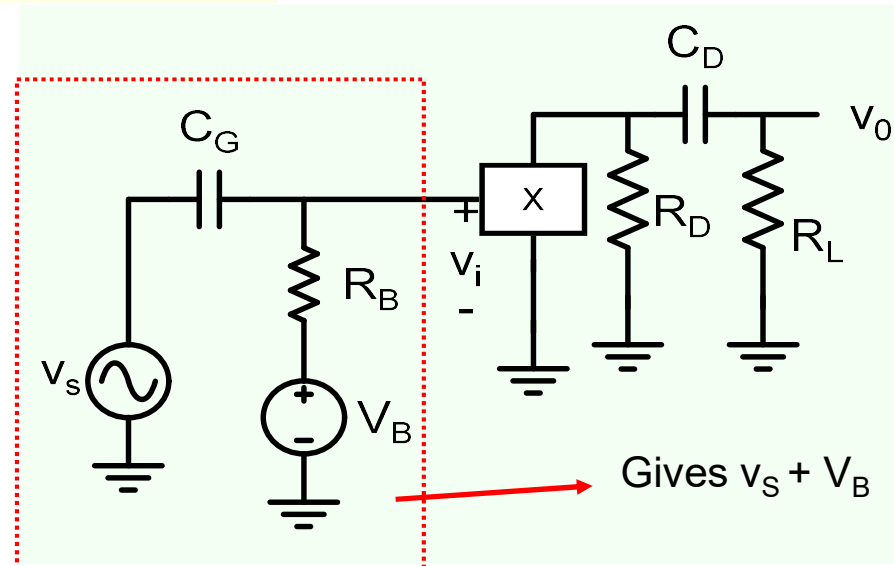 C_D
v_0
C_G
X
+
v_i
-
R_D
R_L
R_B
v_s
+
-
V_B
Gives v_S + V_B